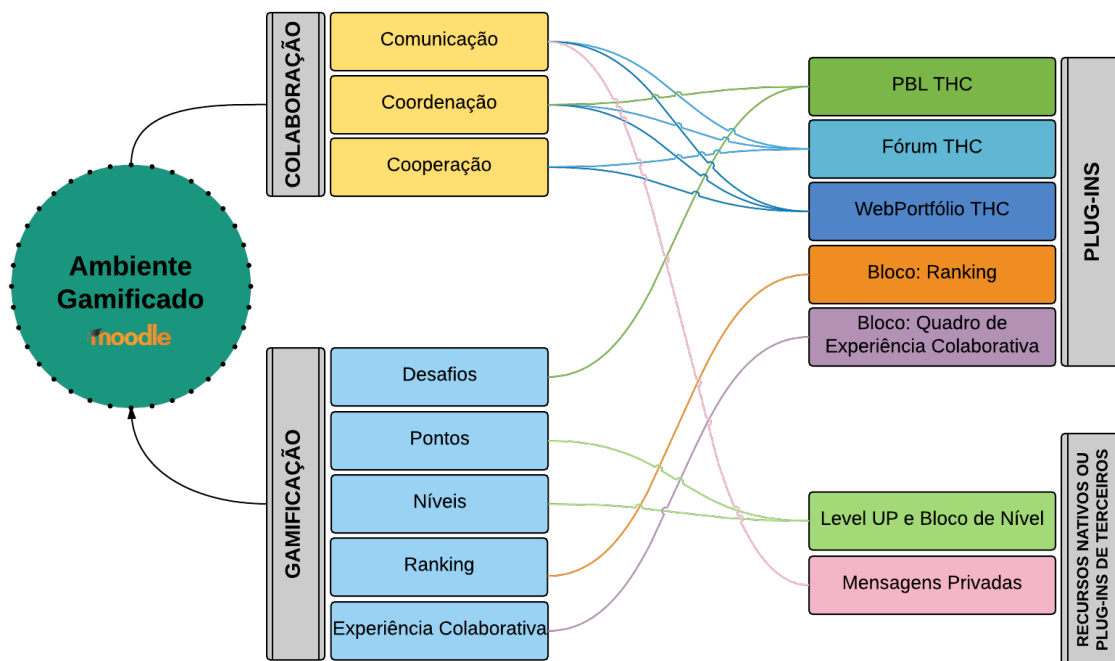 Ambiente
Gamificado
moodle
COLABORAÇÃO
Comunicação
Coordenação
Cooperação
GAMIFICAÇÃO
Desafios
Pontos
Níveis
Ranking
Experiência Colaborativa
PBL THC
Fórum THC
WebPortfólio THC
Bloco: Ranking
Bloco: Quadro de
Experiência Colaborativa
PLUG-INS
Level UP e Bloco de Nível
Mensagens Privadas
RECURSOS NATIVOS OU
PLUG-INS DE TERCEIROS